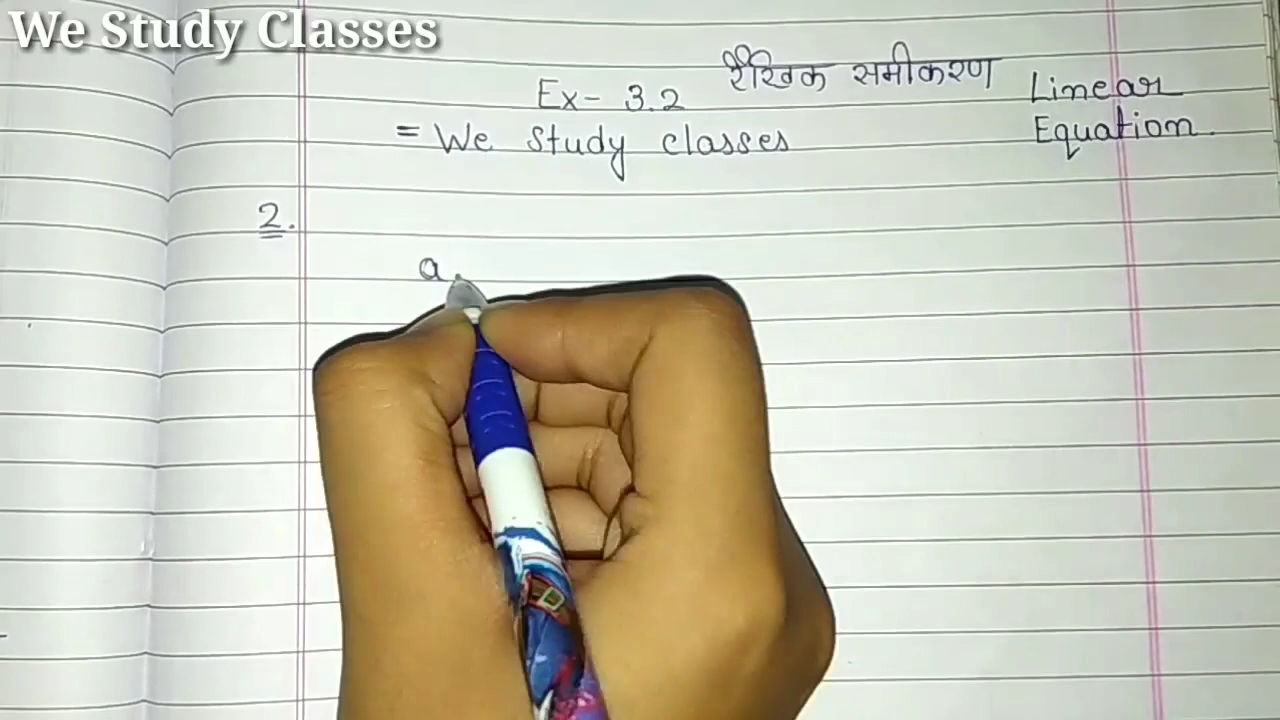 We Study Classes
Ex- 3.2 रैखिक समीकरण Linear
= We study classes Equation.
2.
a